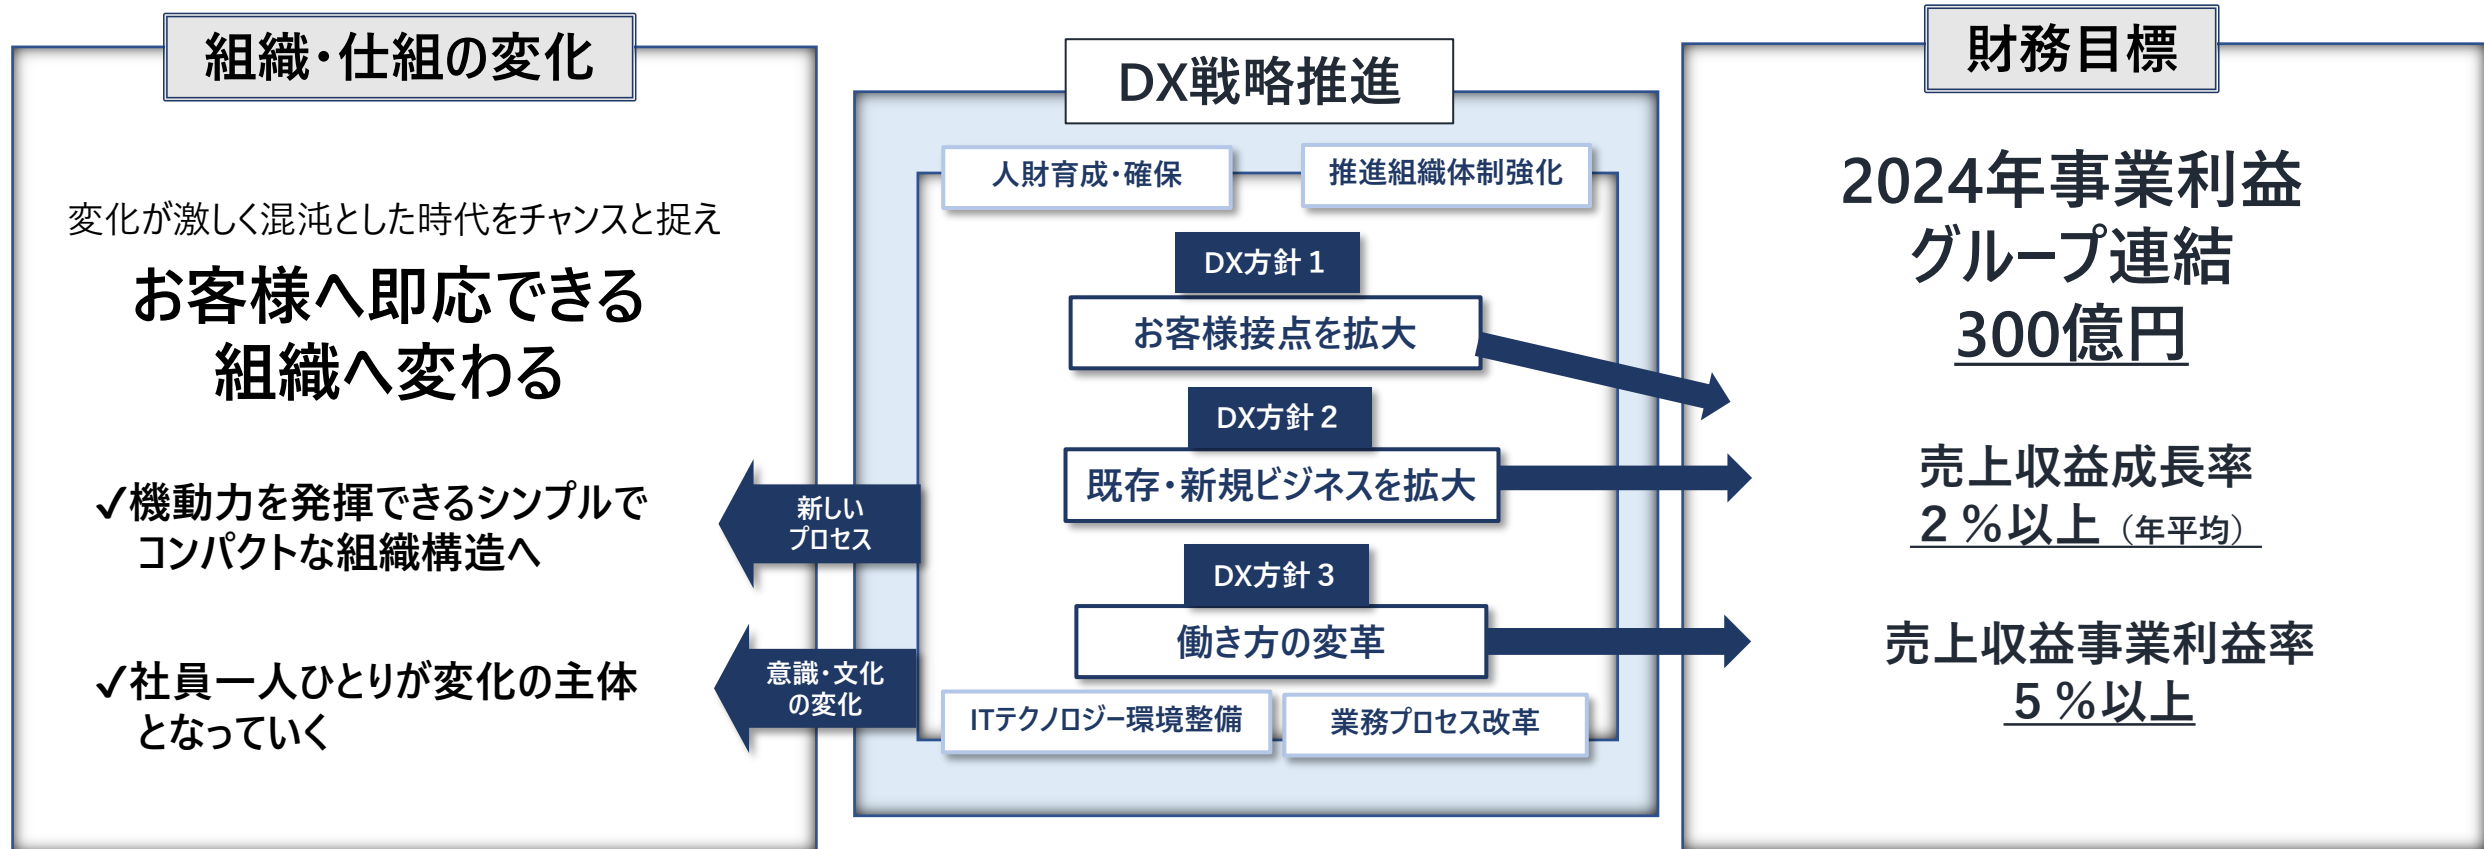 組織・仕組の変化
変化が激しく混沌とした時代をチャンスと捉え
お客様へ即応できる
組織へ変わる
✓機動力を発揮できるシンプルで
コンパクトな組織構造へ
✓社員一人ひとりが変化の主体
となっていく
新しい
プロセス
意識・文化
の変化
DX戦略推進
人財育成・確保
推進組織体制強化
DX方針１
お客様接点を拡大
DX方針２
既存・新規ビジネスを拡大
DX方針３
働き方の変革
ITテクノロジー環境整備
業務プロセス改革
財務目標
2024年事業利益
グループ連結
300億円
売上収益成長率
２％以上（年平均）
売上収益事業利益率
５％以上